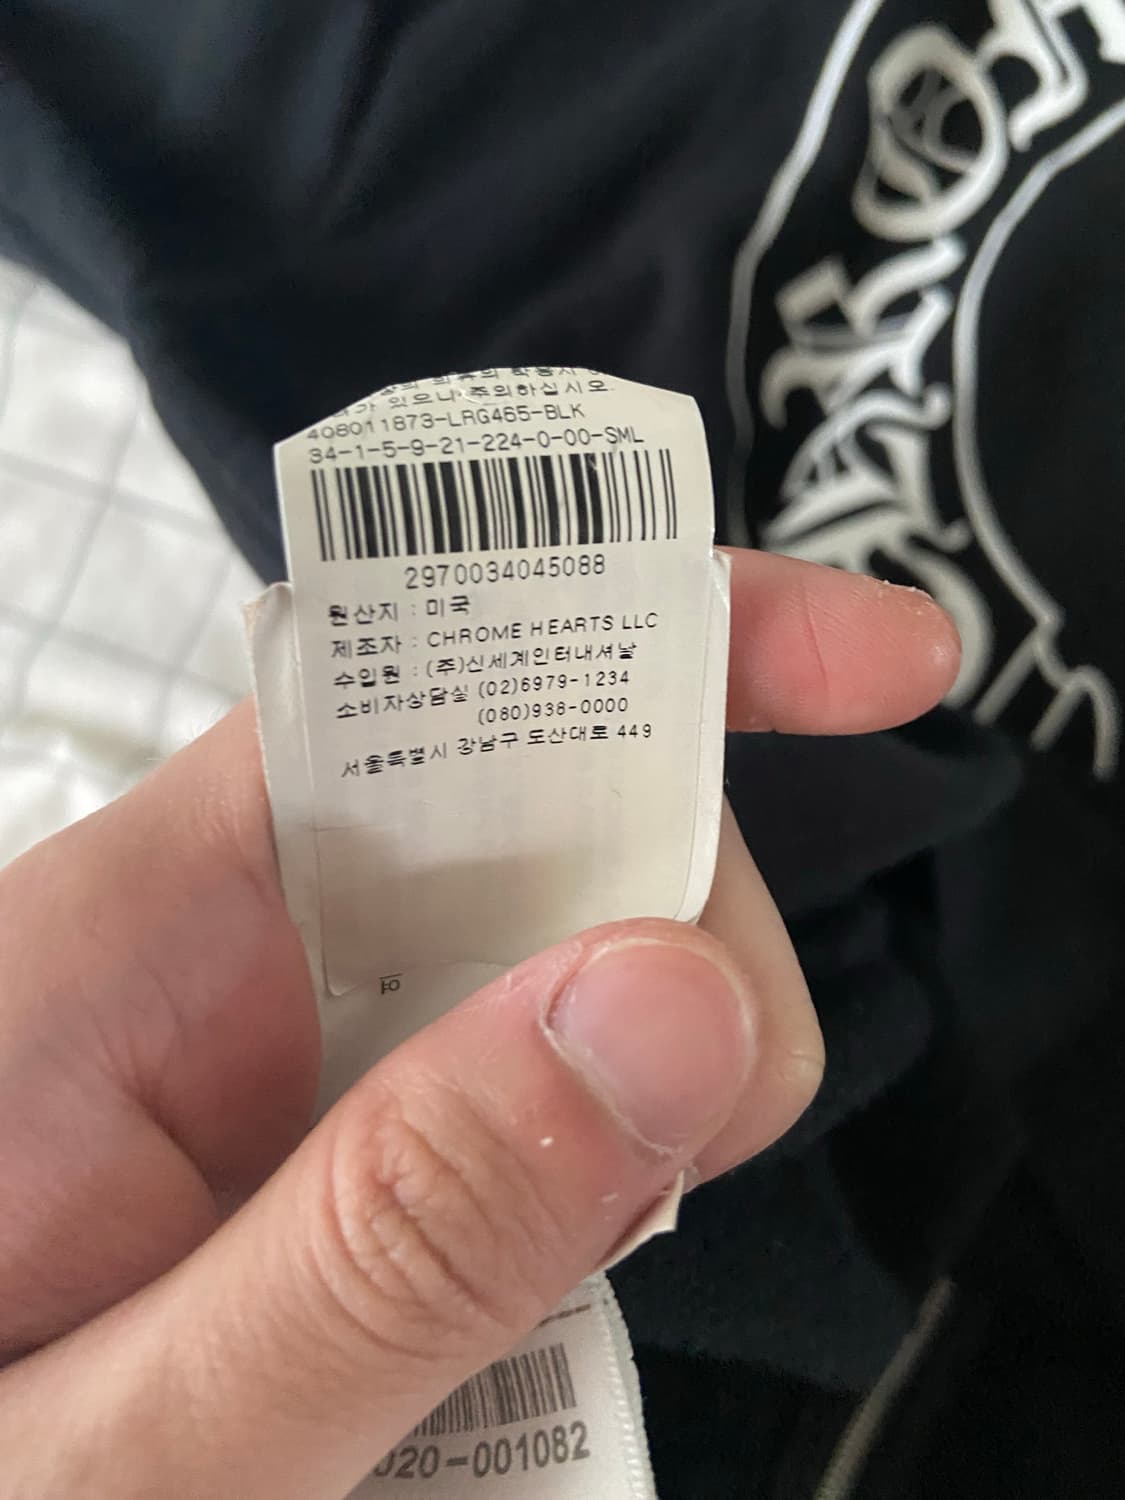 있으니 주의하십시오.
408011873-LRG465-BLK
34-1-5-9-21-224-0-00-SML
2970034045088
원산지 : 미국
제조자 : CHROME HEARTS LLC
수입원 : (주)신세계인터내셔날
소비자상담실 (02)6979-1234
(080)938-0000
서울특별시 강남구 도산대로 449
020-001082